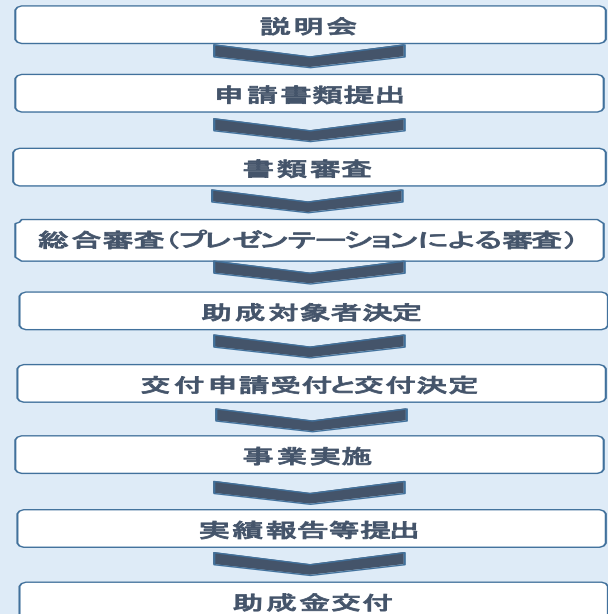 説明会
申請書類提出
書類審査
総合審査(プレゼンテーションによる審査)
助成対象者決定
交付申請受付と交付決定
事業実施
実績報告等提出
助成金交付